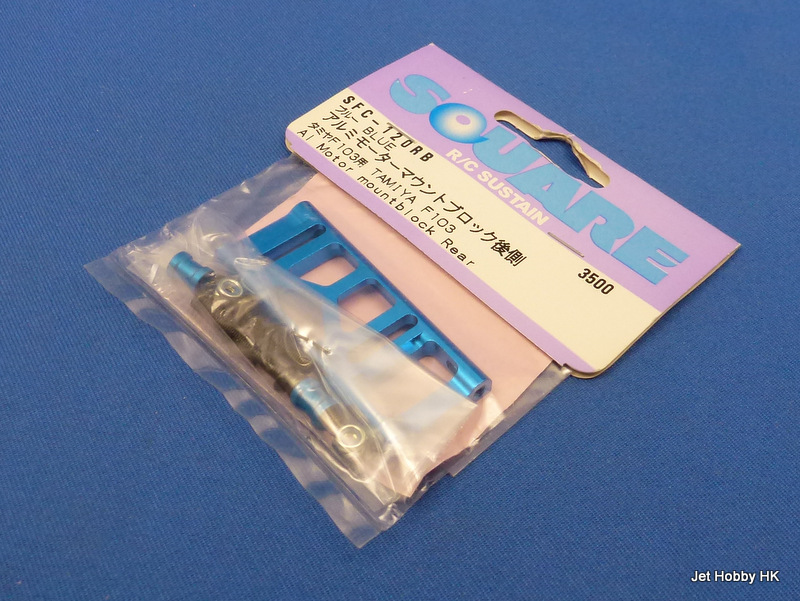 SQUARE
R/C SUSTAIN
SFC-120RB
ブルー BLUE
アルミモーターマウントブロック後側
タミヤF103用 TAMIYA F103
Al Motor mountblock Rear
3500
Jet Hobby HK